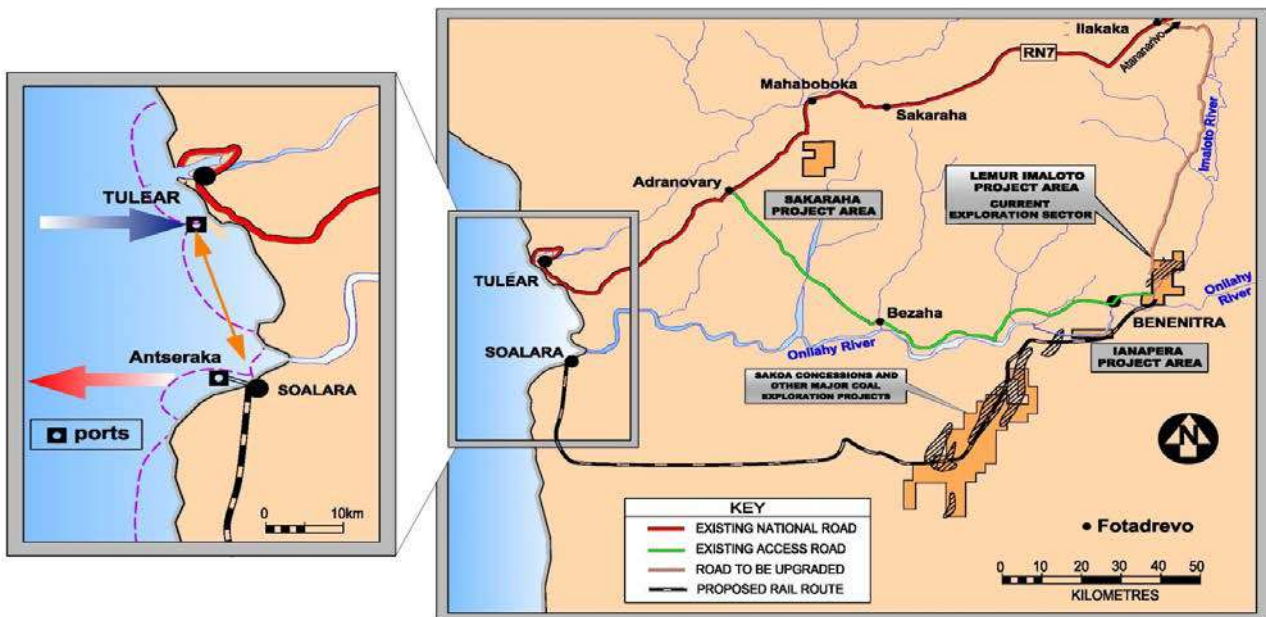 TULEAR
Antseraka
SOALARA
ports
0 10km
Ilakaka
Atananarivo
RN7
Mahaboboka
Sakaraha
Imaloto River
LEMUR IMALOTO
PROJECT AREA
CURRENT
EXPLORATION SECTOR
Adranovary
SAKARAHA
PROJECT AREA
TULEAR
Bezaha
Onilahy
River
BENENITRA
SOALARA
Onilahy River
IANAPERA
PROJECT AREA
SAKOA CONCESSIONS AND
OTHER MAJOR COAL
EXPLORATION PROJECTS
N
KEY
EXISTING NATIONAL ROAD
EXISTING ACCESS ROAD
ROAD TO BE UPGRADED
PROPOSED RAIL ROUTE
Fotadrevo
0 10 20 30 40 50
KILOMETRES